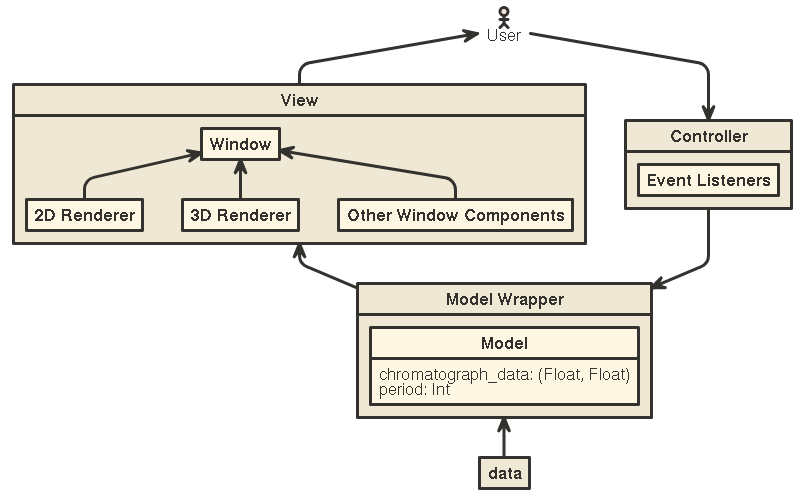 User
View
Window
2D Renderer
3D Renderer
Other Window Components
Controller
Event Listeners
Model Wrapper
Model
chromatograph_data: (Float, Float)
period: Int
data